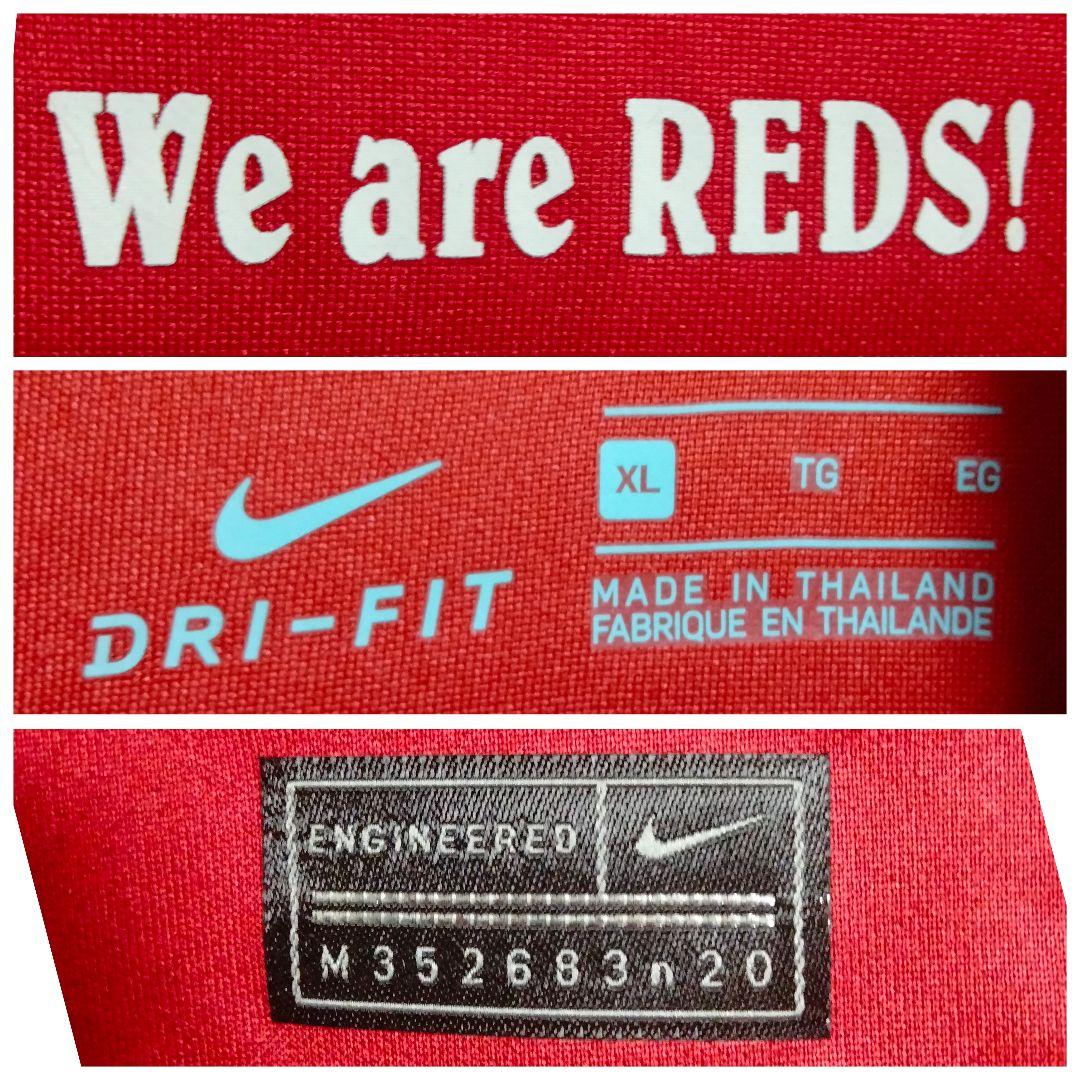 We are REDS!
DRI-FIT
XL TG EG
MADE IN THAILAND
FABRIQUE EN THAILANDE
ENGINEERED
M352683n20